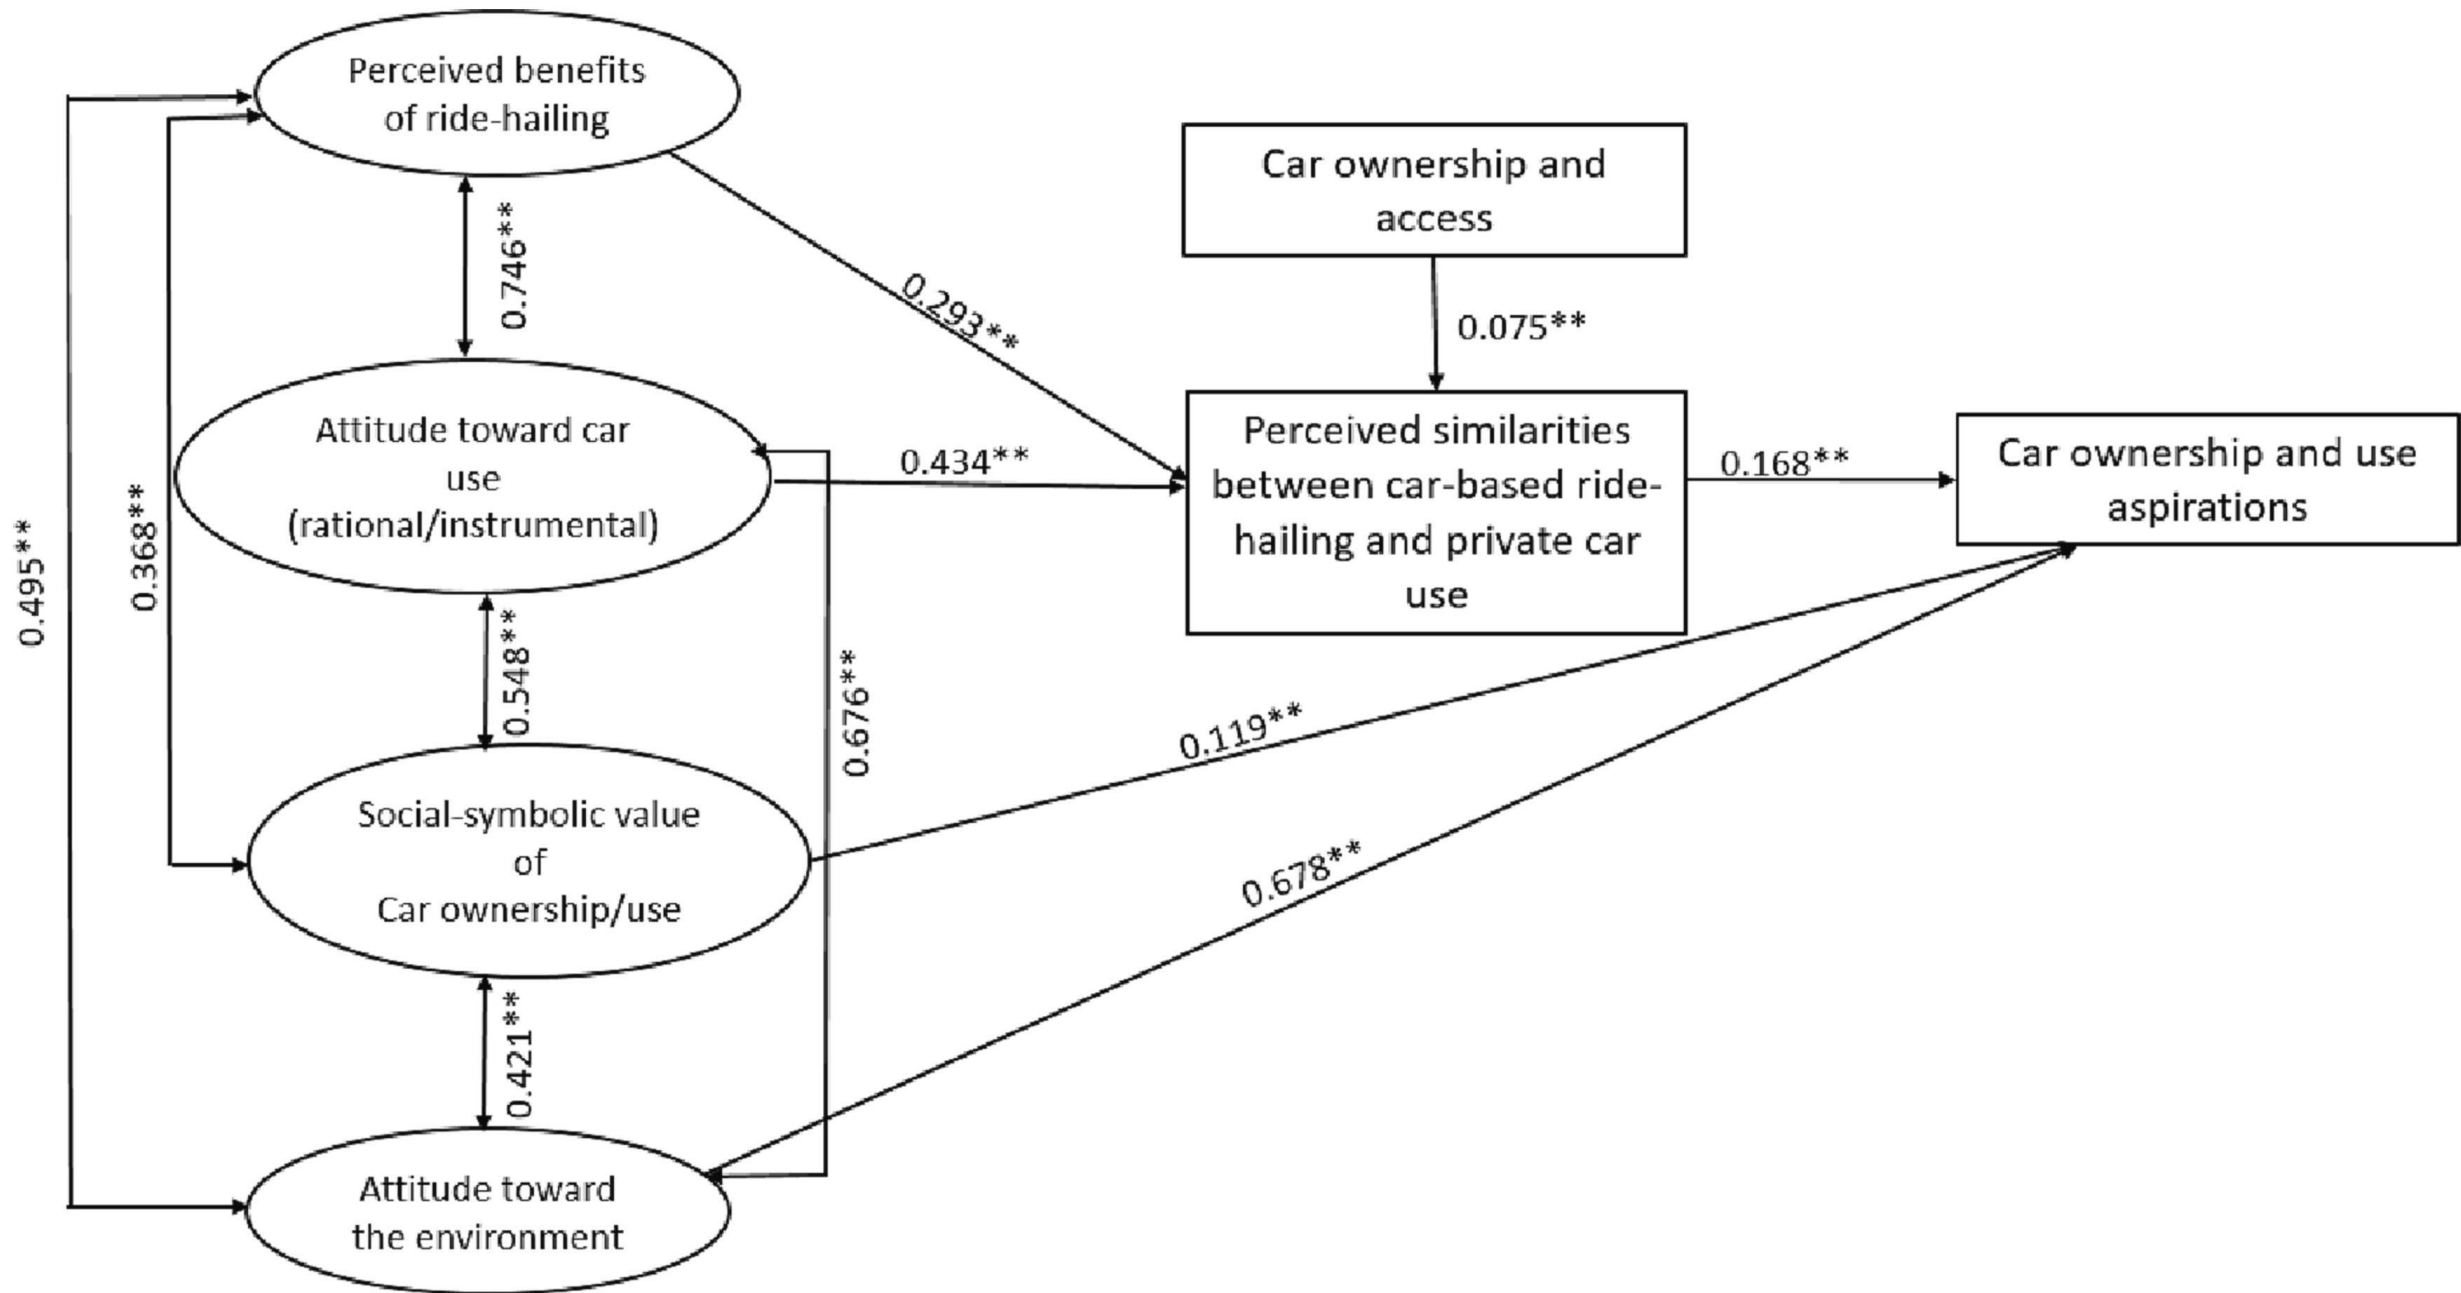 Perceived benefits
of ride-hailing
Car ownership and
access
0.746**
0.293**
0.075**
Attitude toward car
use
(rational/instrumental)
0.434**
Perceived similarities
between car-based ride-
hailing and private car
use
0.168**
Car ownership and use
aspirations
0.495**
0.368**
0.548**
0.676**
Social-symbolic value
of
Car ownership/use
0.119**
0.678**
0.421**
Attitude toward
the environment